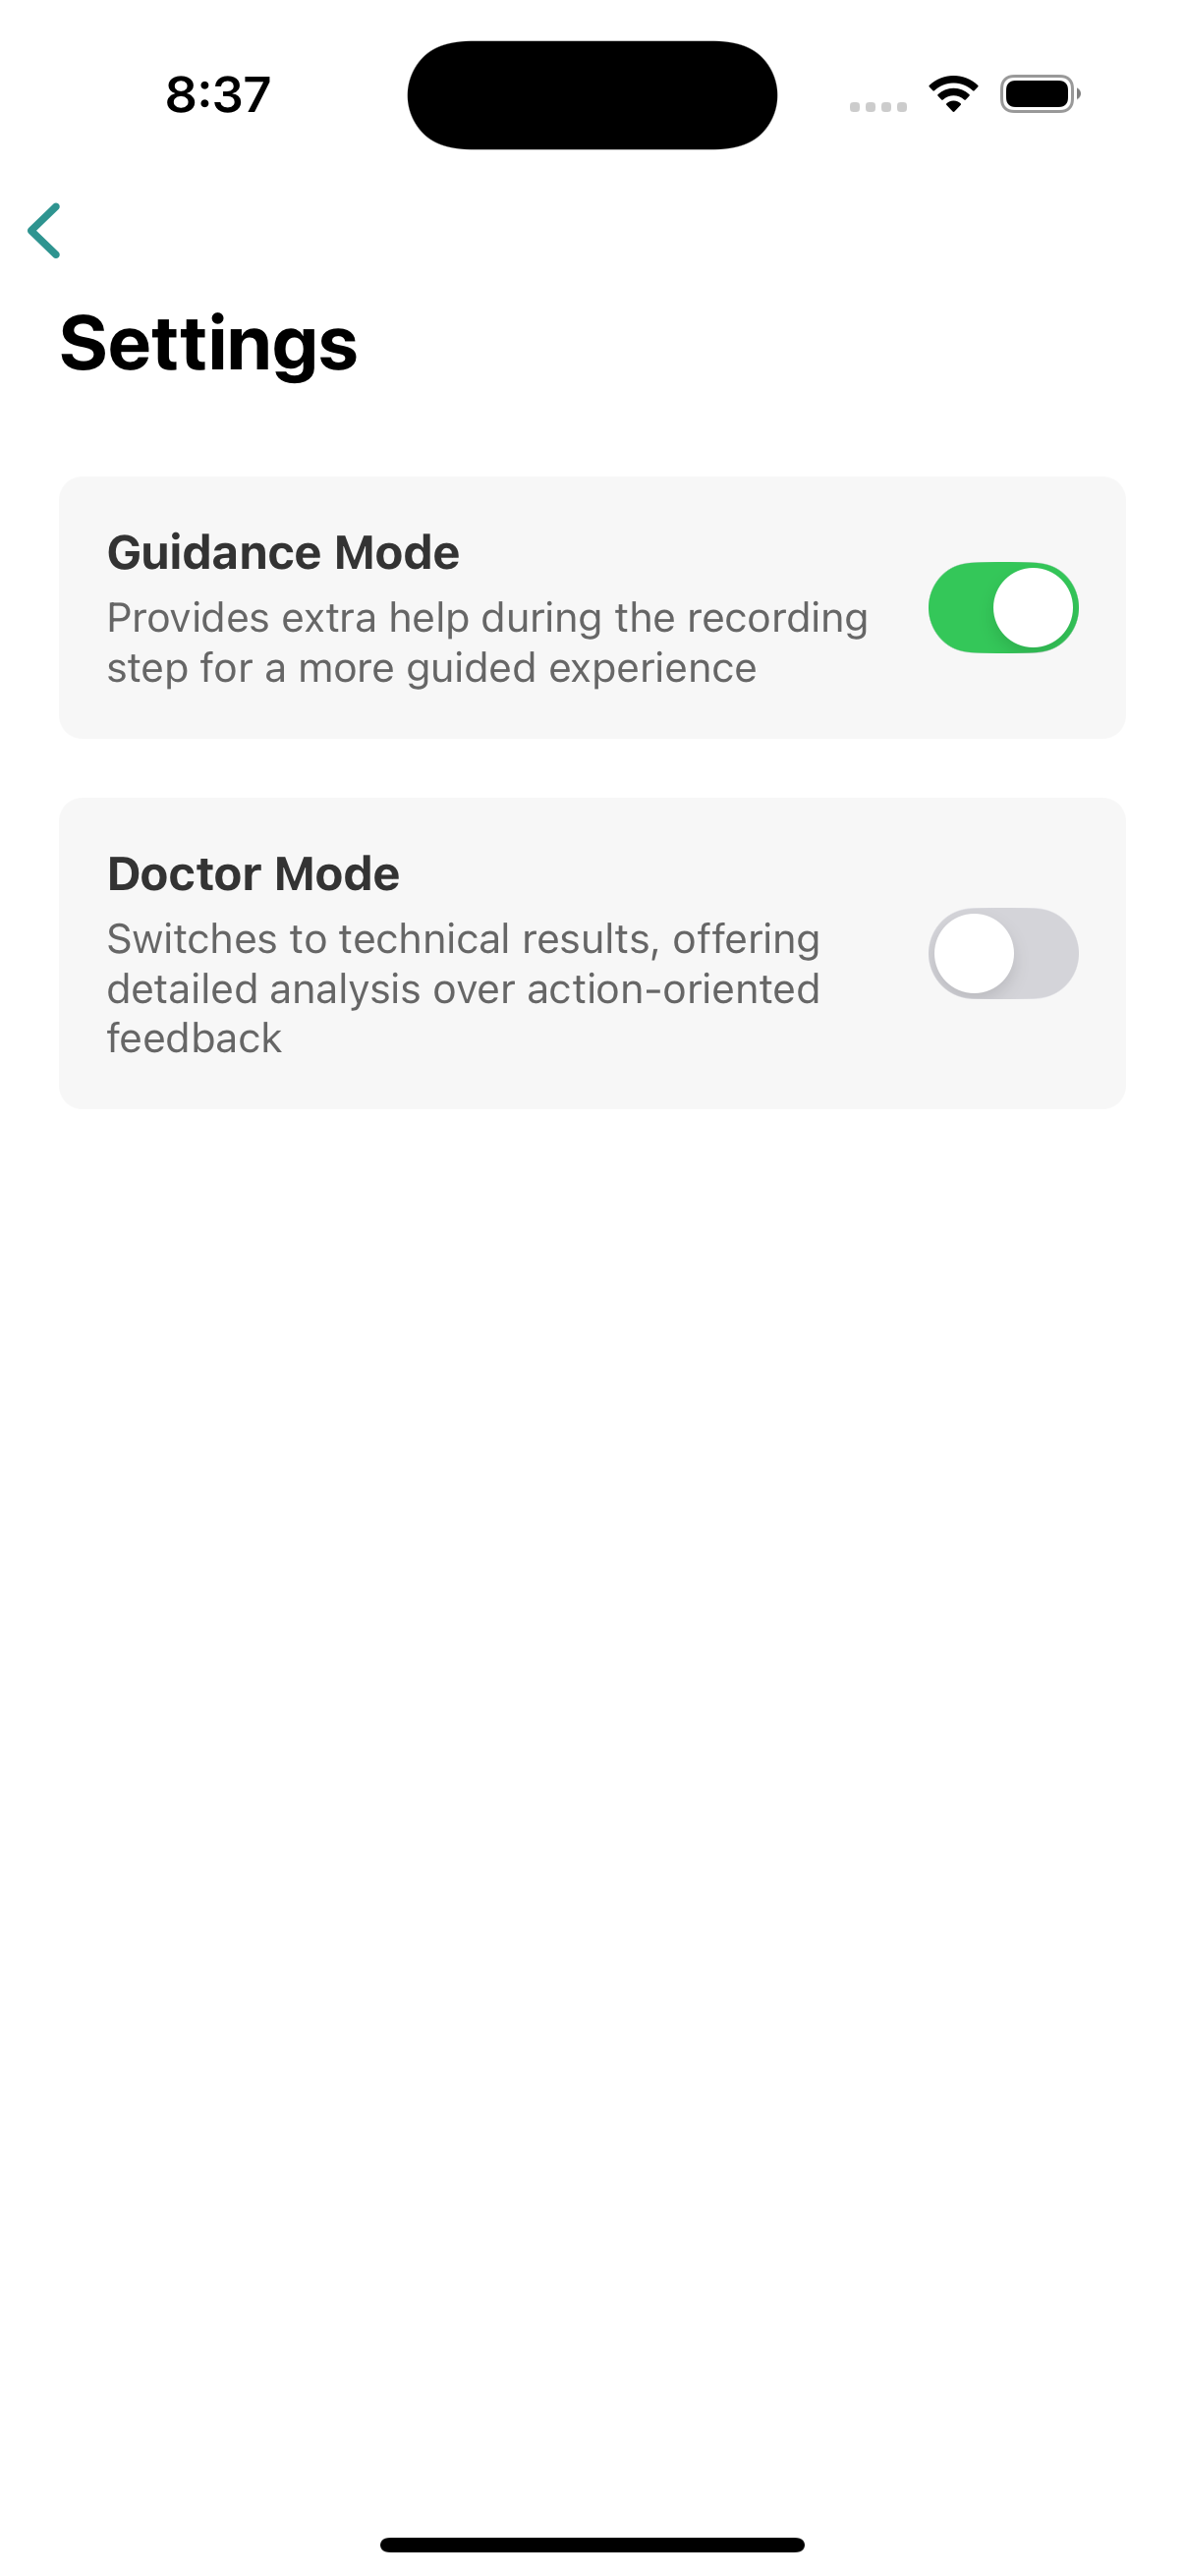 8:37
Settings
Guidance Mode
Provides extra help during the recording
step for a more guided experience
Doctor Mode
Switches to technical results, offering
detailed analysis over action-oriented
feedback